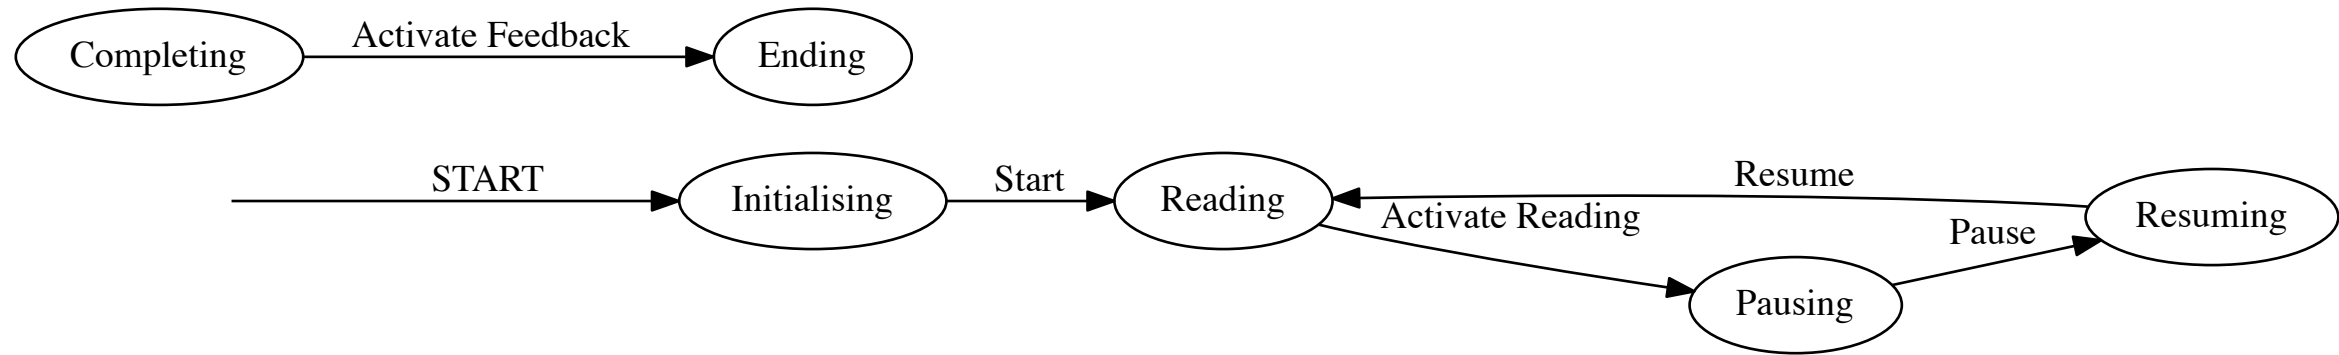 Completing
Activate Feedback
Ending
START
Initialising
Start
Reading
Resume
Activate Reading
Pause
Resuming
Pausing